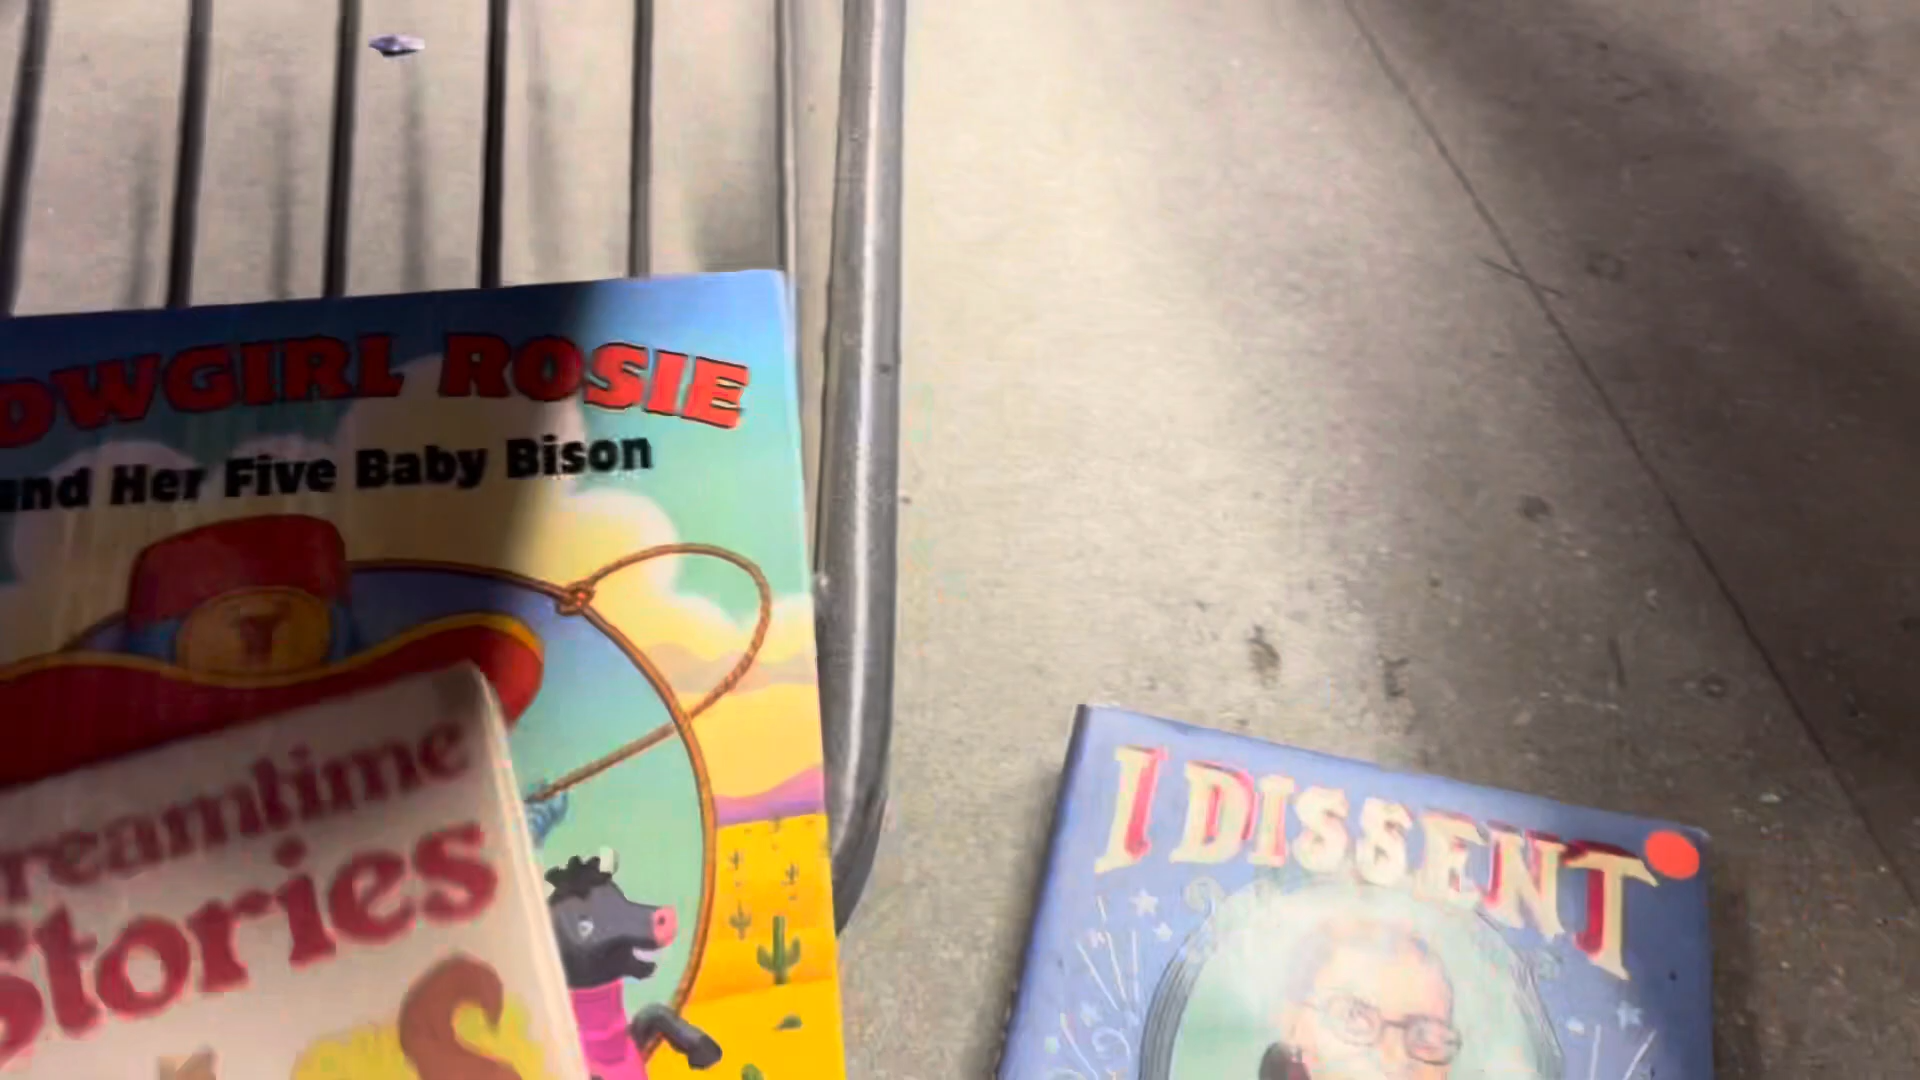 OWGIRL ROSIE
and Her Five Baby Bison
reamtime
Stories
I DISSENT